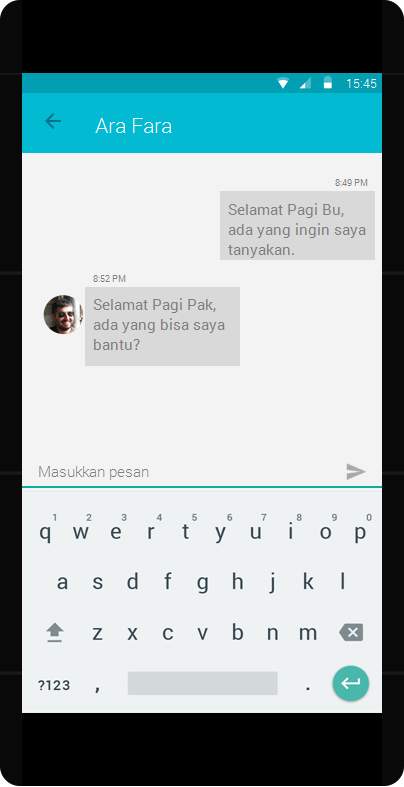 15:45
Ara Fara
8:49 PM
Selamat Pagi Bu,
ada yang ingin saya
tanyakan.
8:52 PM
Selamat Pagi Pak,
ada yang bisa saya
bantu?
Masukkan pesan
1 2 3 4 5 6 7 8 9 0
q w e r t y u i o p
a s d f g h j k l
z x c v b n m
?123 , .